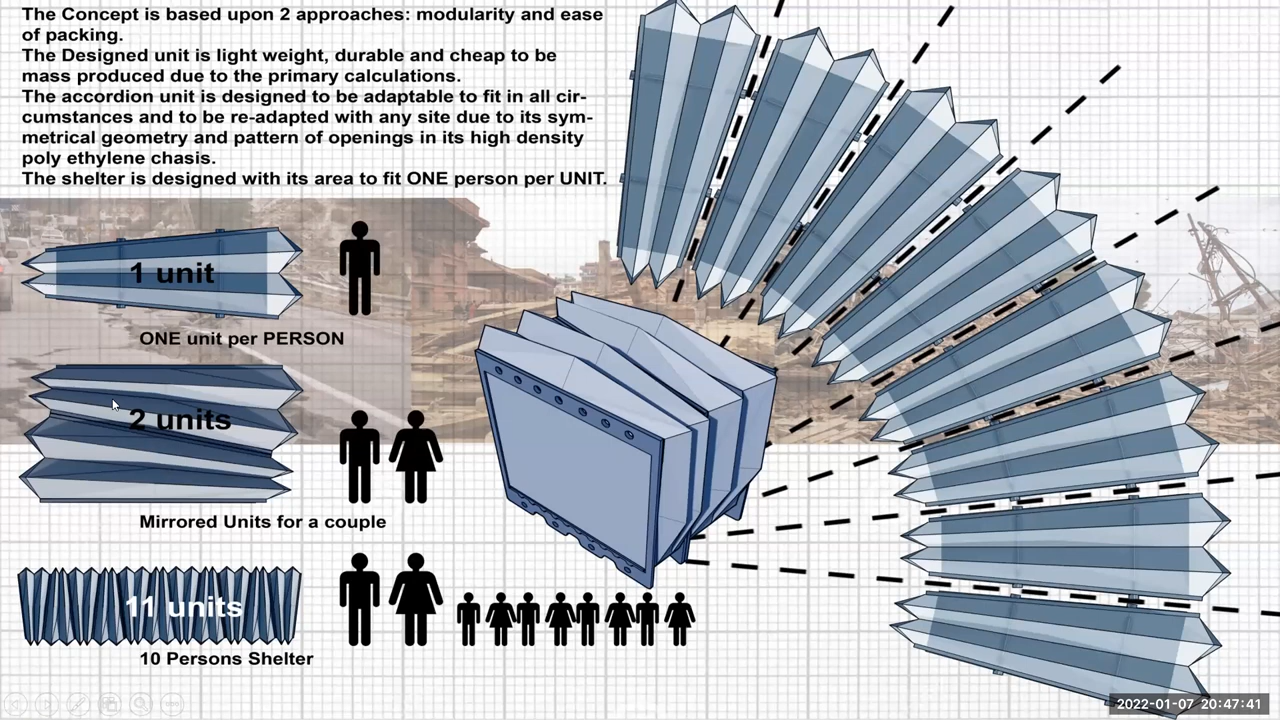 The Concept is based upon 2 approaches: modularity and ease
of packing.
The Designed unit is light weight, durable and cheap to be
mass produced due to the primary calculations.
The accordion unit is designed to be adaptable to fit in all cir-
cumstances and to be re-adapted with any site due to its sym-
metrical geometry and pattern of openings in its high density
poly ethylene chasis.
The shelter is designed with its area to fit ONE person per UNIT.
1 unit
ONE unit per PERSON
2 units
Mirrored Units for a couple
11 units
10 Persons Shelter
2022-01-07 20:47:41